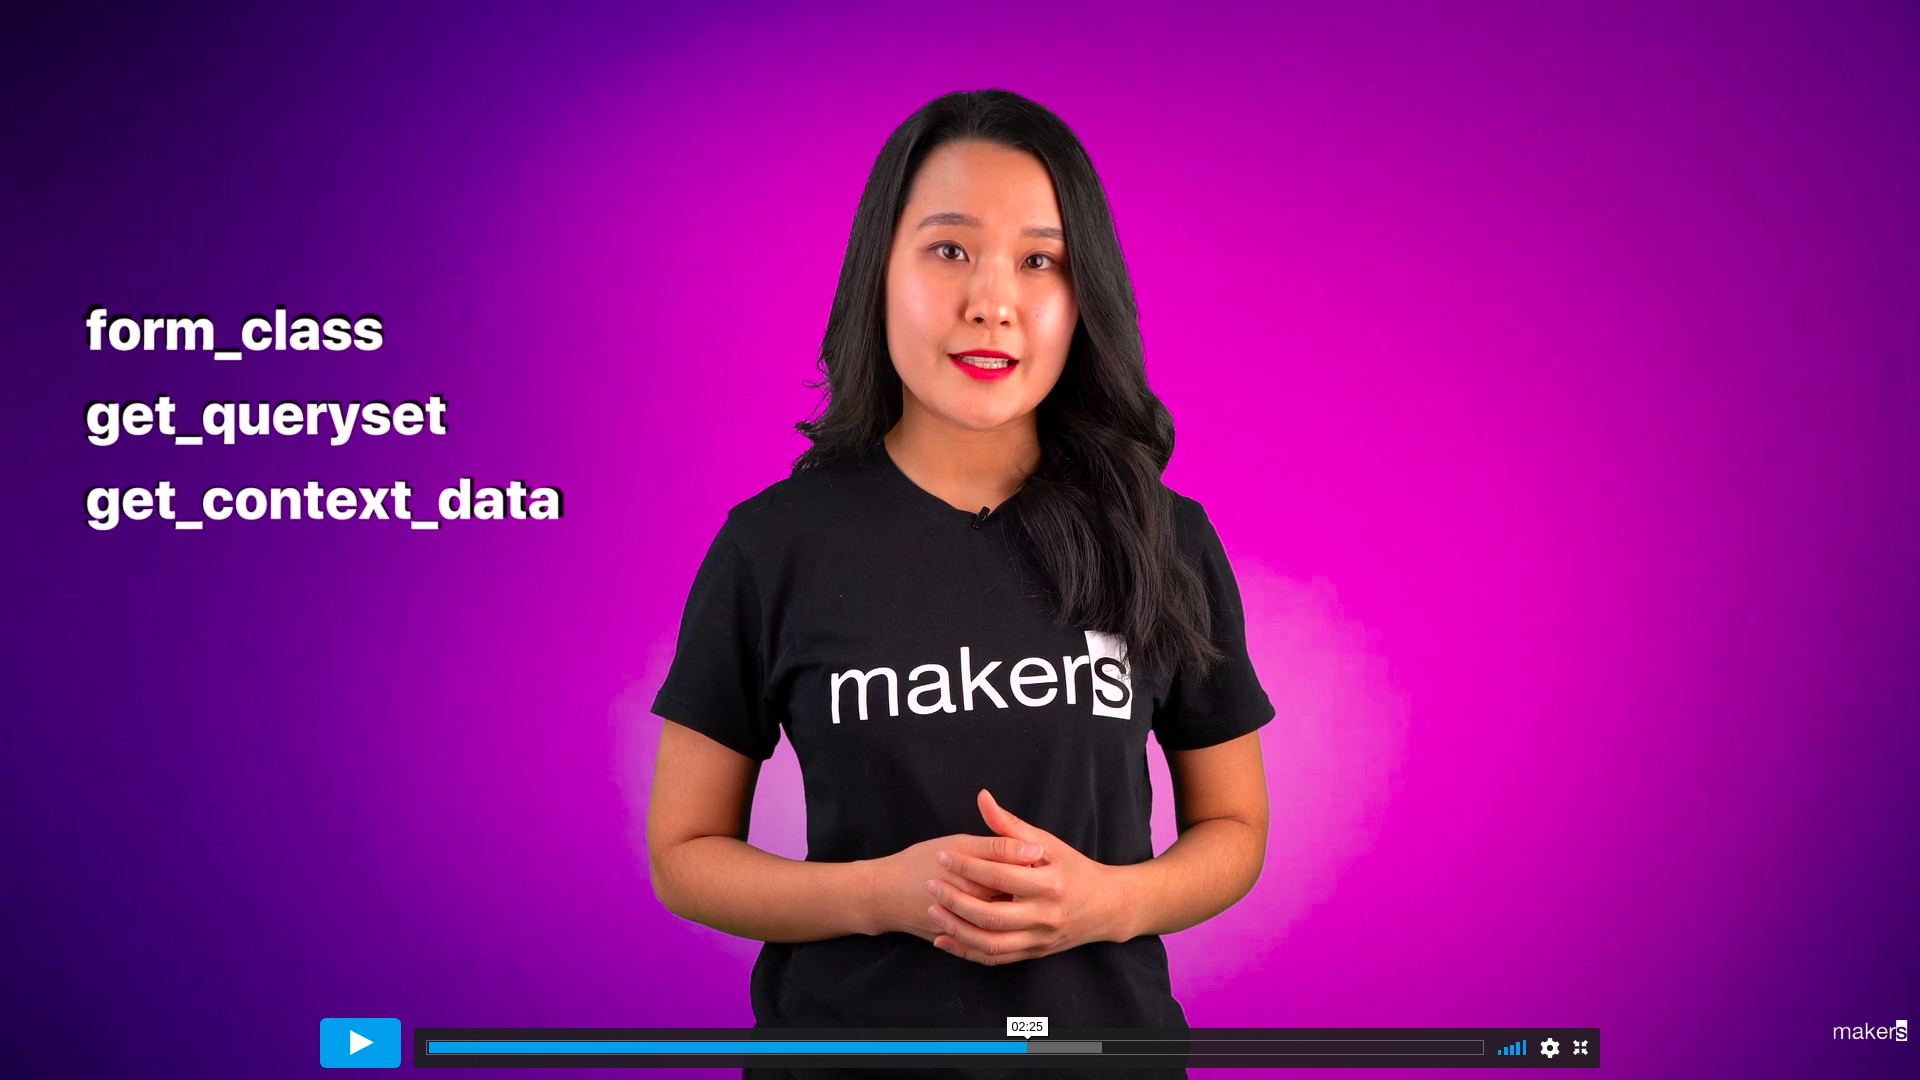 form_class
get_queryset
get_context_data
makers
02:25
makers